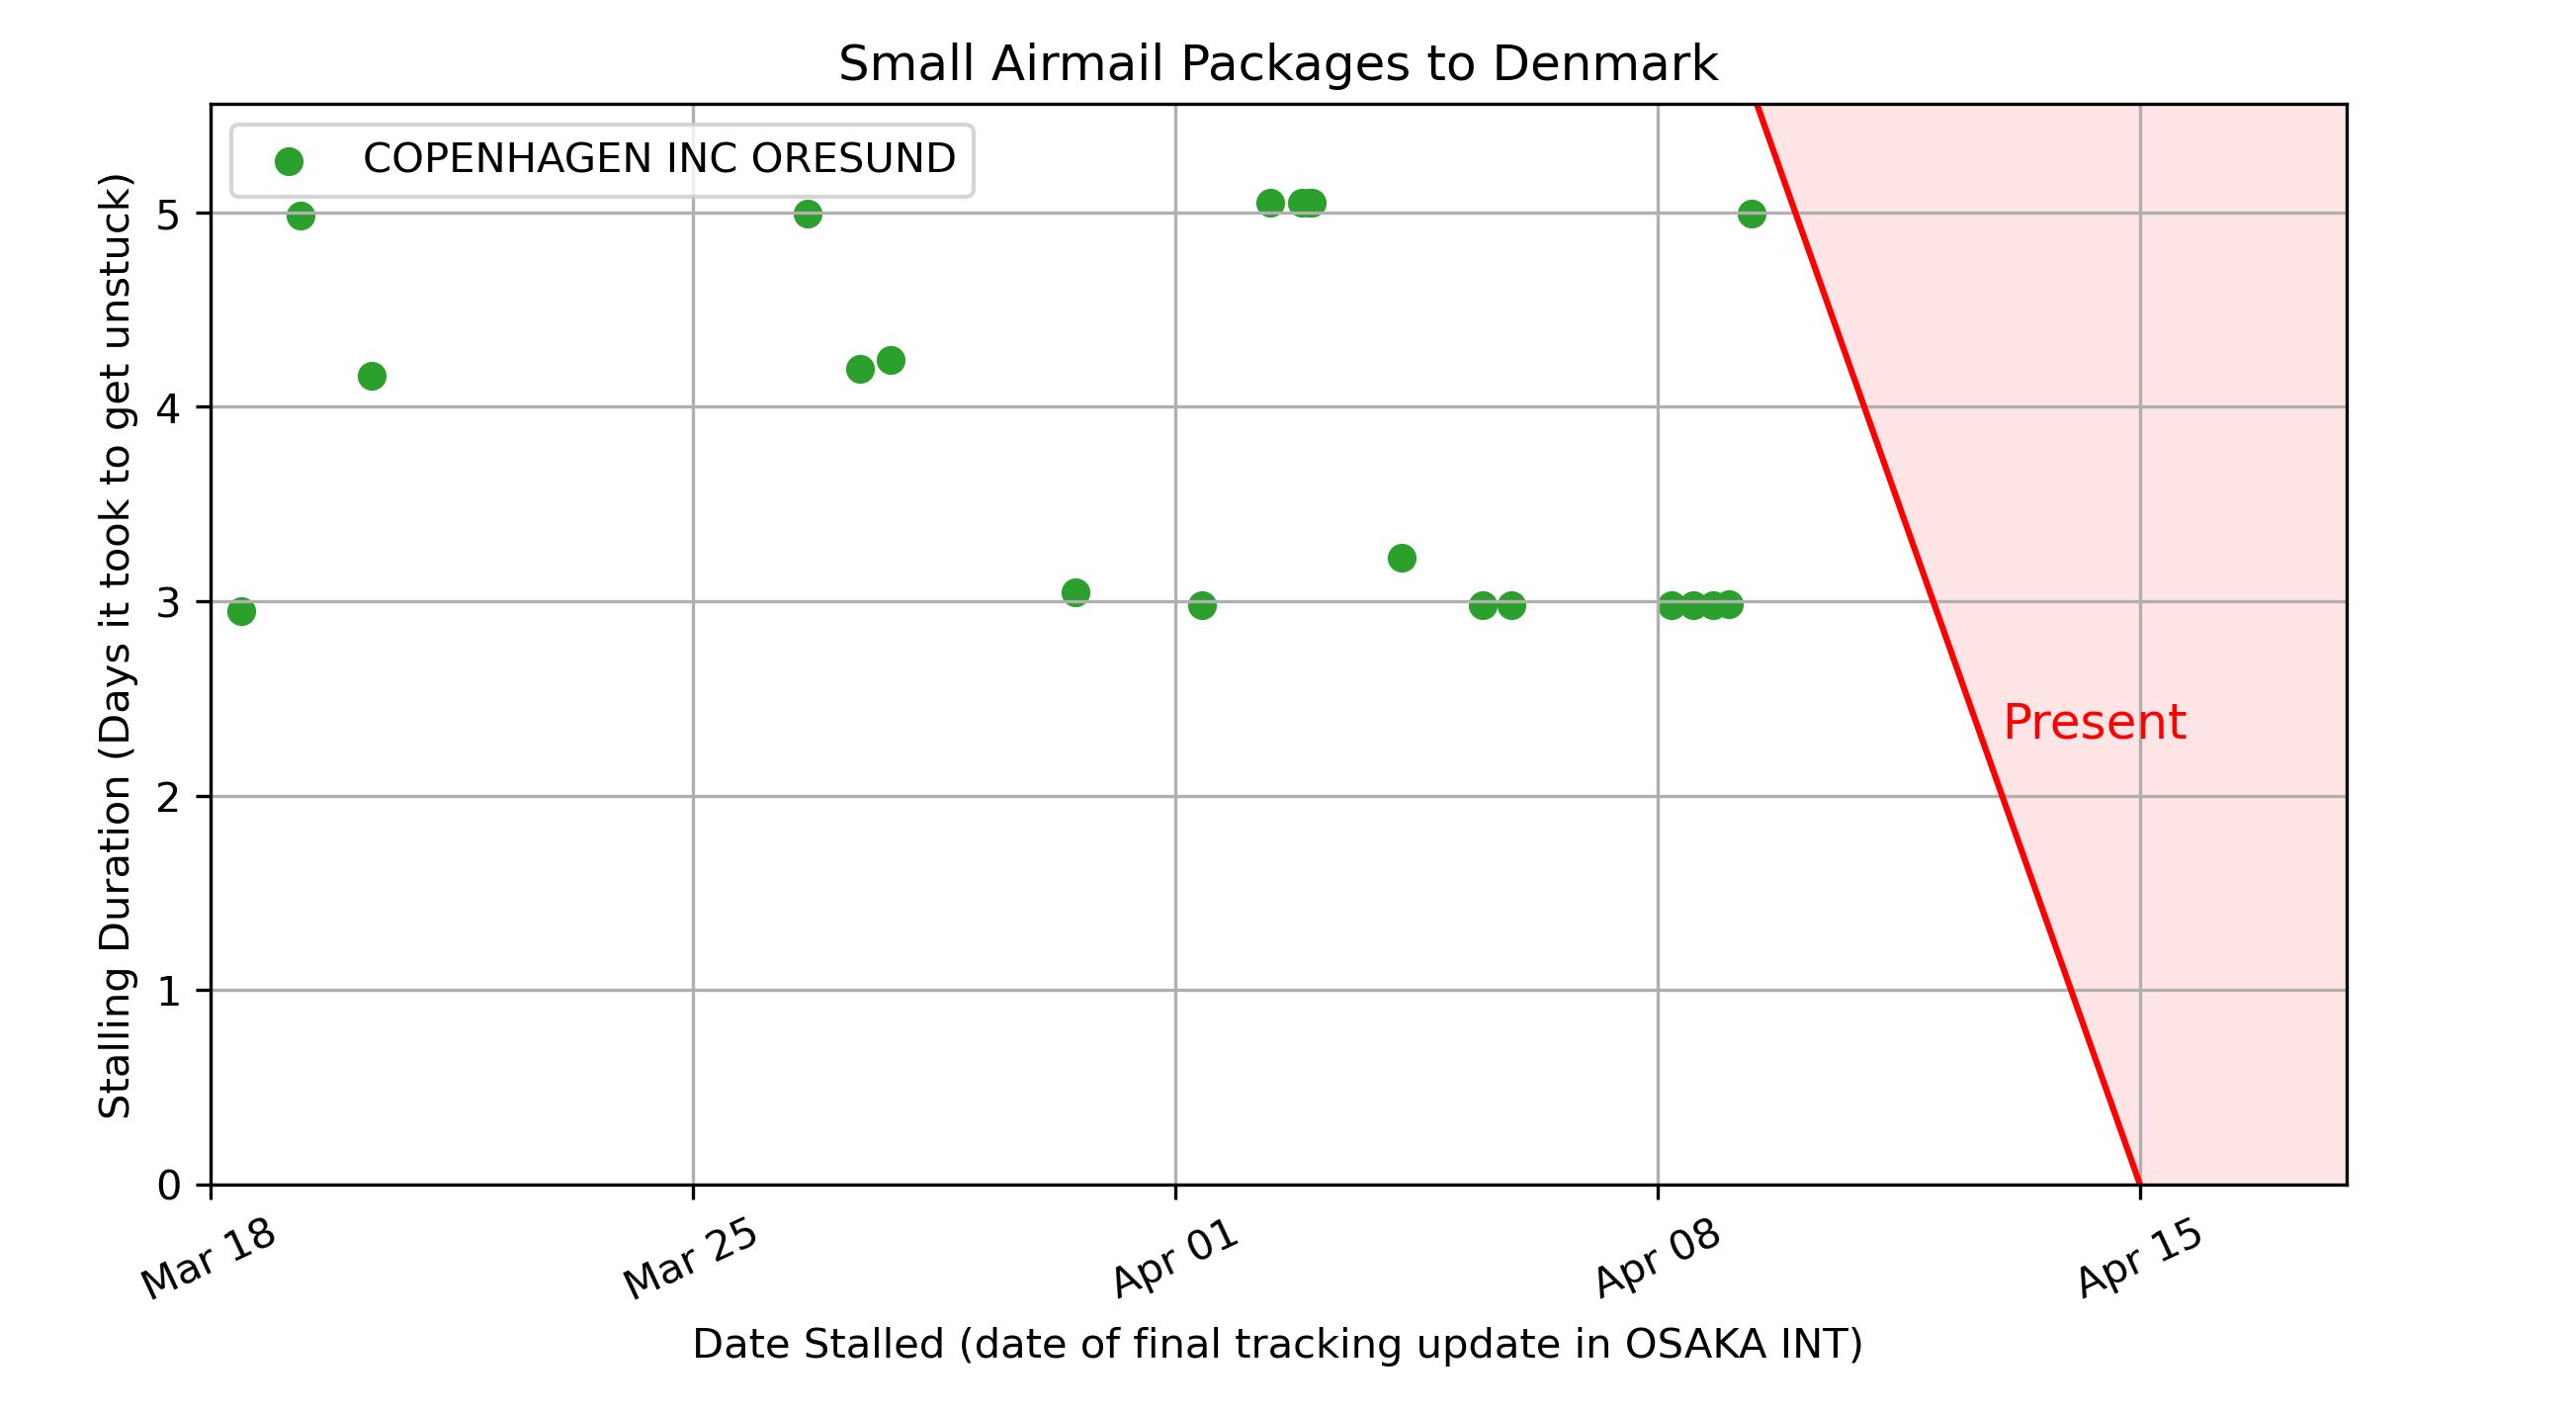 Small Airmail Packages to Denmark
COPENHAGEN INC ORESUND
Stalling Duration (Days it took to get unstuck)
5
4
3
2
1
0
Present
Mar 18
Mar 25
Apr 01
Apr 08
Apr 15
Date Stalled (date of final tracking update in OSAKA INT)